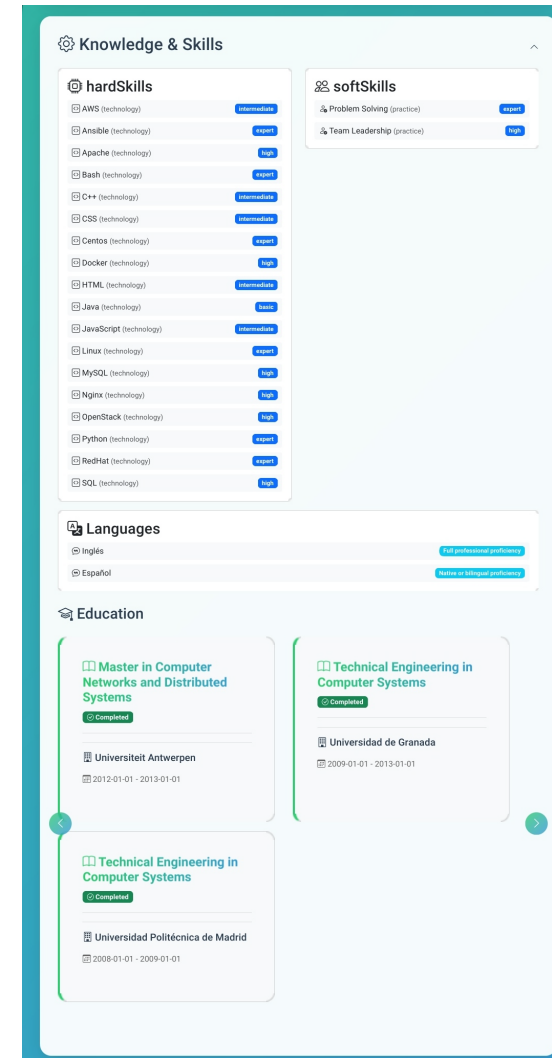 Knowledge & Skills
hardSkills
AWS (technology) intermediate
Ansible (technology) expert
Apache (technology) high
Bash (technology) expert
C++ (technology) intermediate
CSS (technology) intermediate
Centos (technology) expert
Docker (technology) high
HTML (technology) intermediate
Java (technology) basic
JavaScript (technology) intermediate
Linux (technology) expert
MySQL (technology) high
Nginx (technology) high
OpenStack (technology) high
Python (technology) expert
RedHat (technology) expert
SQL (technology) high
softSkills
Problem Solving (practice) expert
Team Leadership (practice) high
Languages
Inglés Full professional proficiency
Español Native or bilingual proficiency
Education
Master in Computer
Networks and Distributed
Systems
Completed
Universiteit Antwerpen
2012-01-01 - 2013-01-01
Technical Engineering in
Computer Systems
Completed
Universidad de Granada
2009-01-01 - 2013-01-01
Technical Engineering in
Computer Systems
Completed
Universidad Politécnica de Madrid
2008-01-01 - 2009-01-01